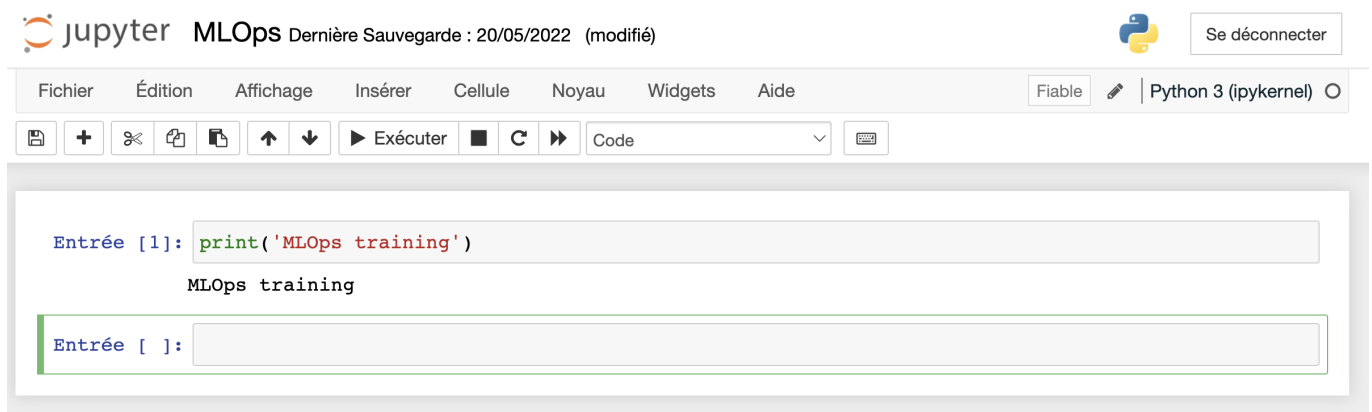 jupyter MLOps Dernière Sauvegarde : 20/05/2022 (modifié) Se déconnecter
Fichier Édition Affichage Insérer Cellule Noyau Widgets Aide Fiable Python 3 (ipykernel)
Exécuter Code
Entrée [1]: print('MLOps training')
MLOps training
Entrée [ ]: